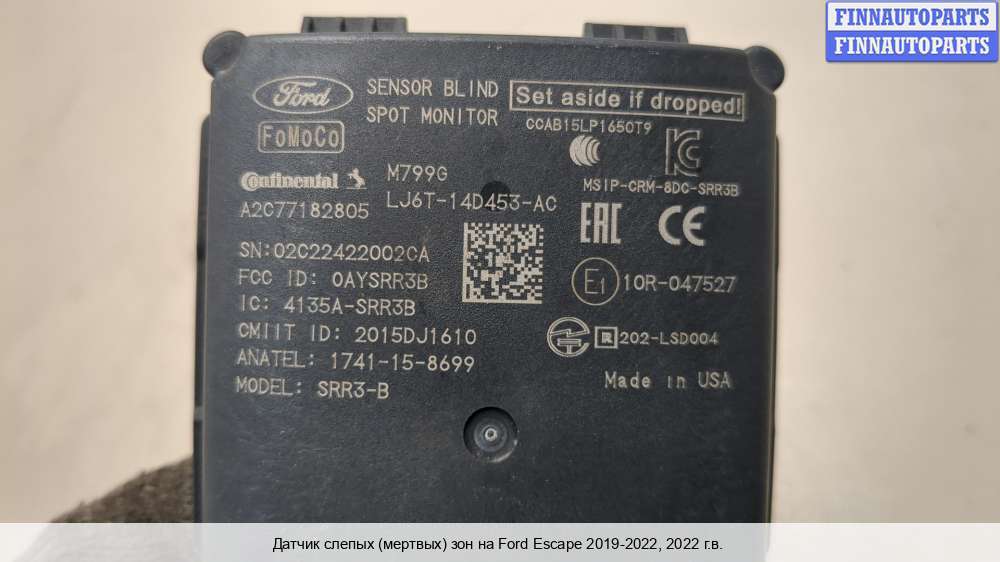 FINNAUTOPARTS
FINNAUTOPARTS
Ford
SENSOR BLIND
SPOT MONITOR
Set aside if dropped!
FoMoCo
CCAB15LP1650T9
Continental
M799G
MSIP-CRM-8DC-SRR3B
A2C77182805
LJ6T-14D453-AC
EAC CE
SN:02C22422002CA
FCC ID: OAYSRR3B
E1 10R-047527
IC: 4135A-SRR3B
CMIIT ID: 2015DJ1610
R 202-LSD004
ANATEL: 1741-15-8699
Made in USA
MODEL: SRR3-B
Датчик слепых (мертвых) зон на Ford Escape 2019-2022, 2022 г.в.